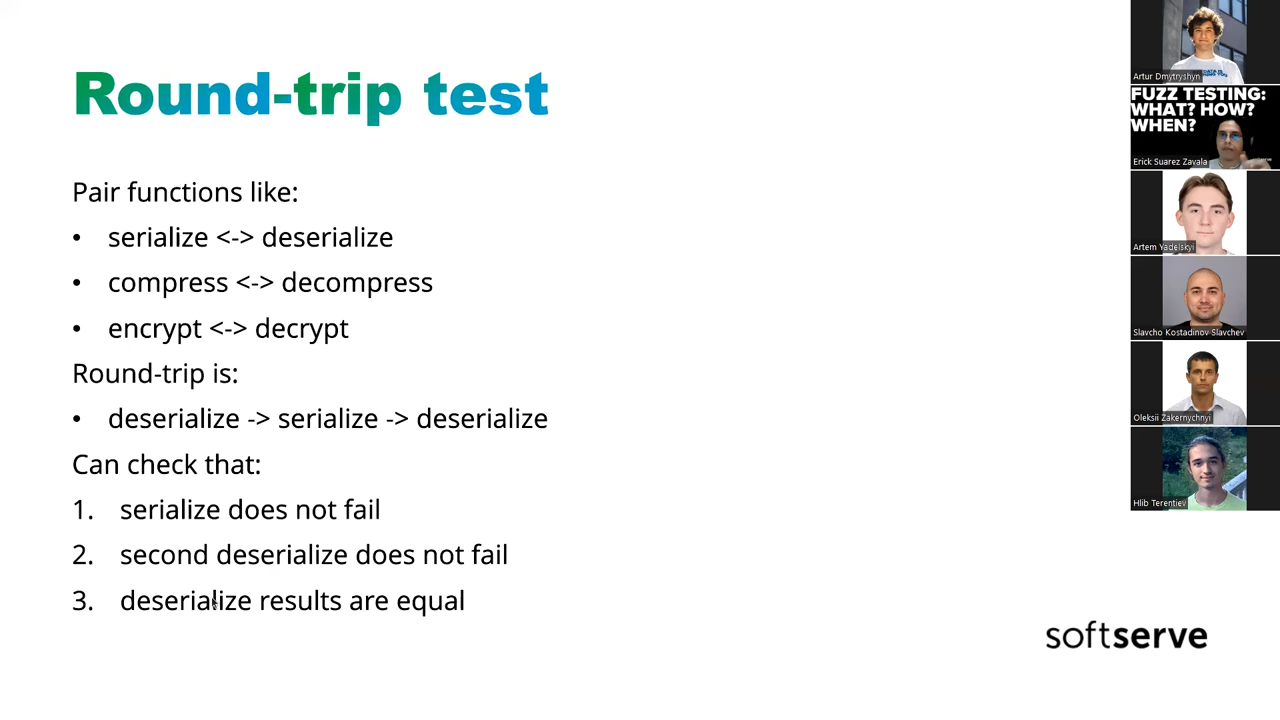 Round-trip test
Pair functions like:
• serialize <-> deserialize
• compress <-> decompress
• encrypt <-> decrypt
Round-trip is:
• deserialize -> serialize -> deserialize
Can check that:
1. serialize does not fail
2. second deserialize does not fail
3. deserialize results are equal
softserve
Artur Dmytryshyn
FUZZ TESTING:
WHAT? HOW?
WHEN?
Erick Suarez Zavala
Artem Yadelskyi
Slavcho Kostadinov Slavchev
Oleksii Zakernychnyi
Hlib Terentiev